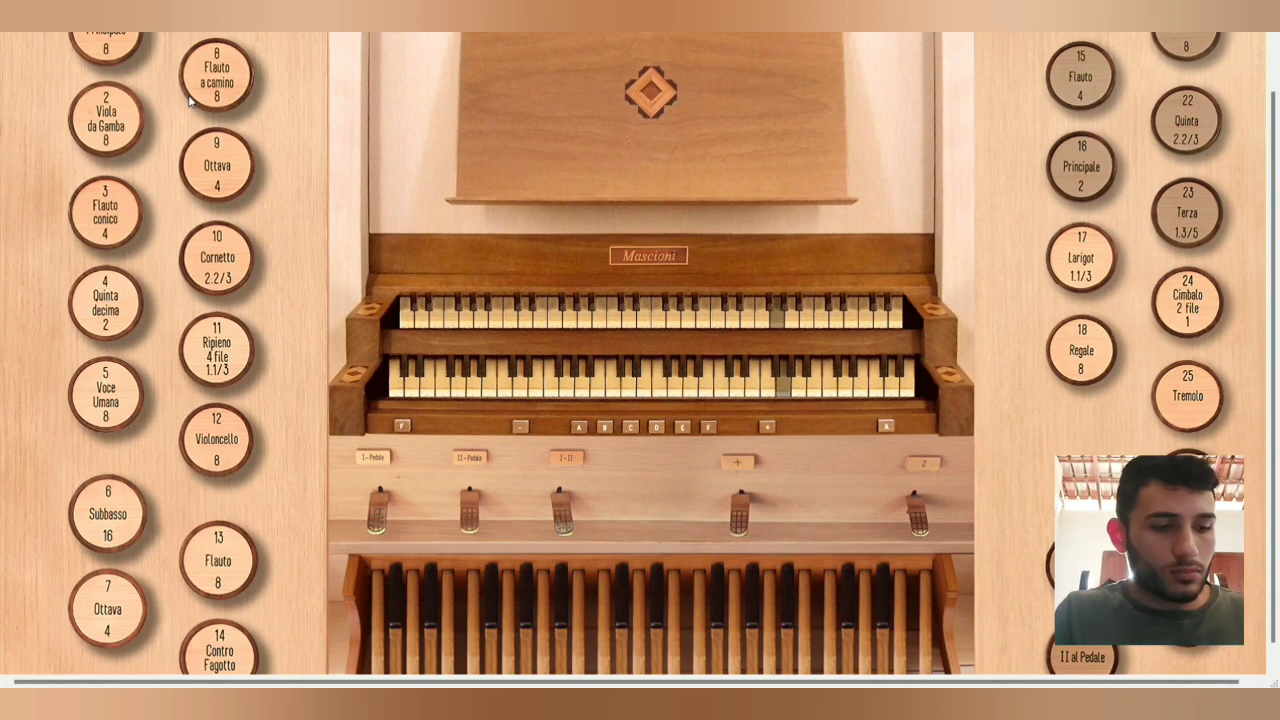 Principale
8
2
Viola
da Gamba
8
3
Flauto
conico
4
4
Quinta
decima
2
5
Voce
Umana
8
6
Subbasso
16
7
Ottava
4
8
Flauto
a camino
8
9
Ottava
4
10
Cornetto
2.2/3
11
Ripieno
4 file
1.1/3
12
Violoncello
8
13
Flauto
8
14
Contro
Fagotto
Mascioni
F
-
A
B
C
D
E
F
+
A
I-Pedale
II-Pedale
I-II
+
Z
15
Flauto
4
16
Principale
2
17
Larigot
1.1/3
18
Regale
8
II al Pedale
8
22
Quinta
2.2/3
23
Terza
1.3/5
24
Cimbalo
2 file
1
25
Tremolo